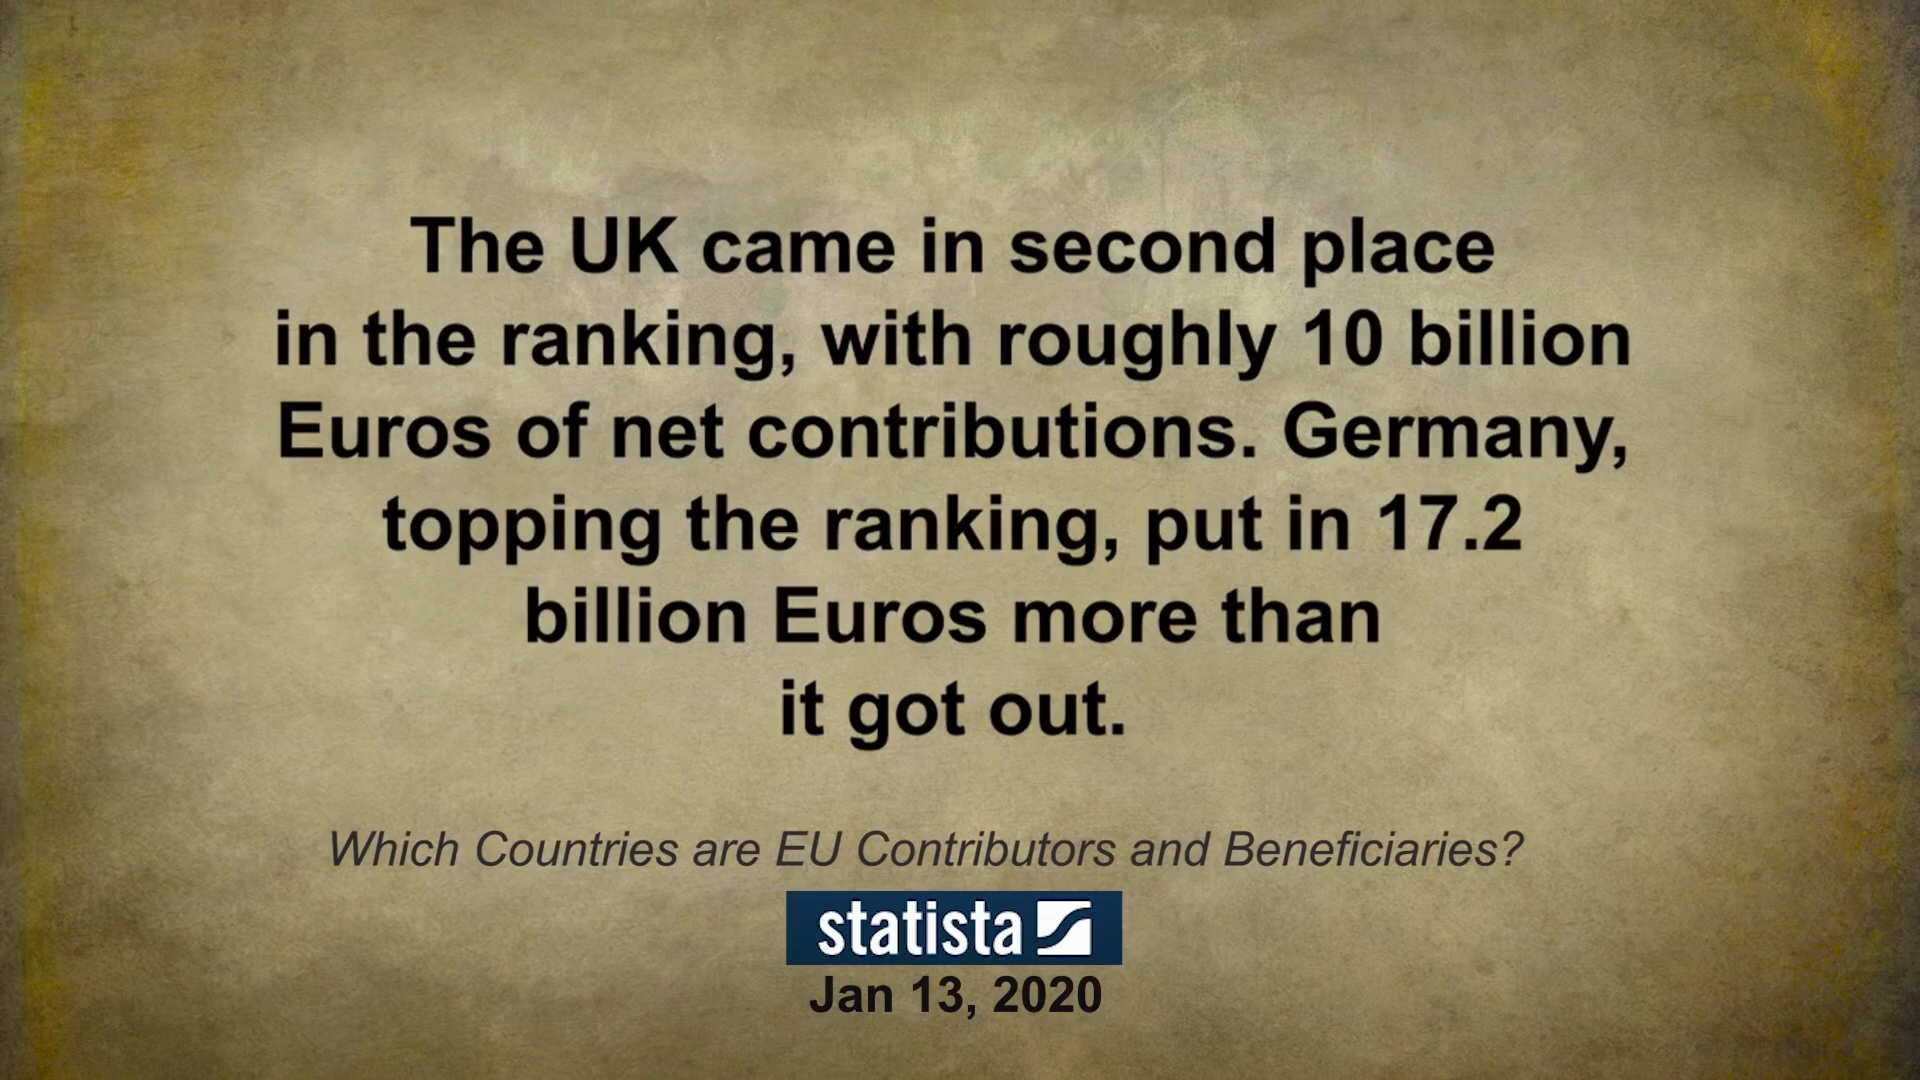 The UK came in second place
in the ranking, with roughly 10 billion
Euros of net contributions. Germany,
topping the ranking, put in 17.2
billion Euros more than
it got out.
Which Countries are EU Contributors and Beneficiaries?
statista
Jan 13, 2020